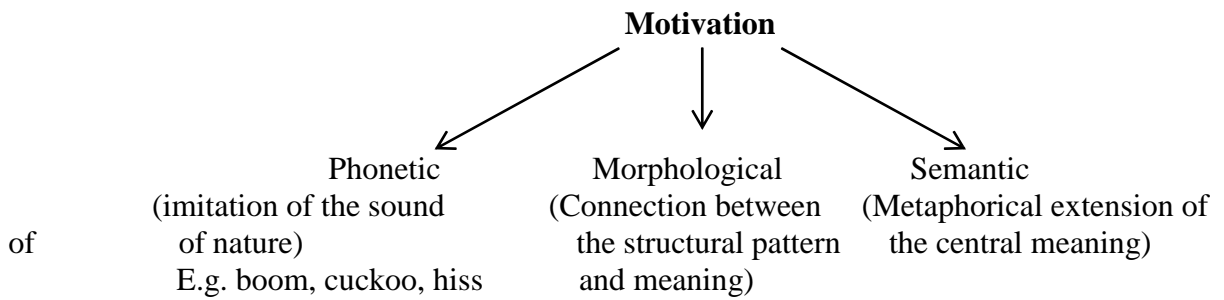 Motivation
Phonetic Morphological Semantic
(imitation of the sound (Connection between (Metaphorical extension of
of of nature) the structural pattern the central meaning)
E.g. boom, cuckoo, hiss and meaning)